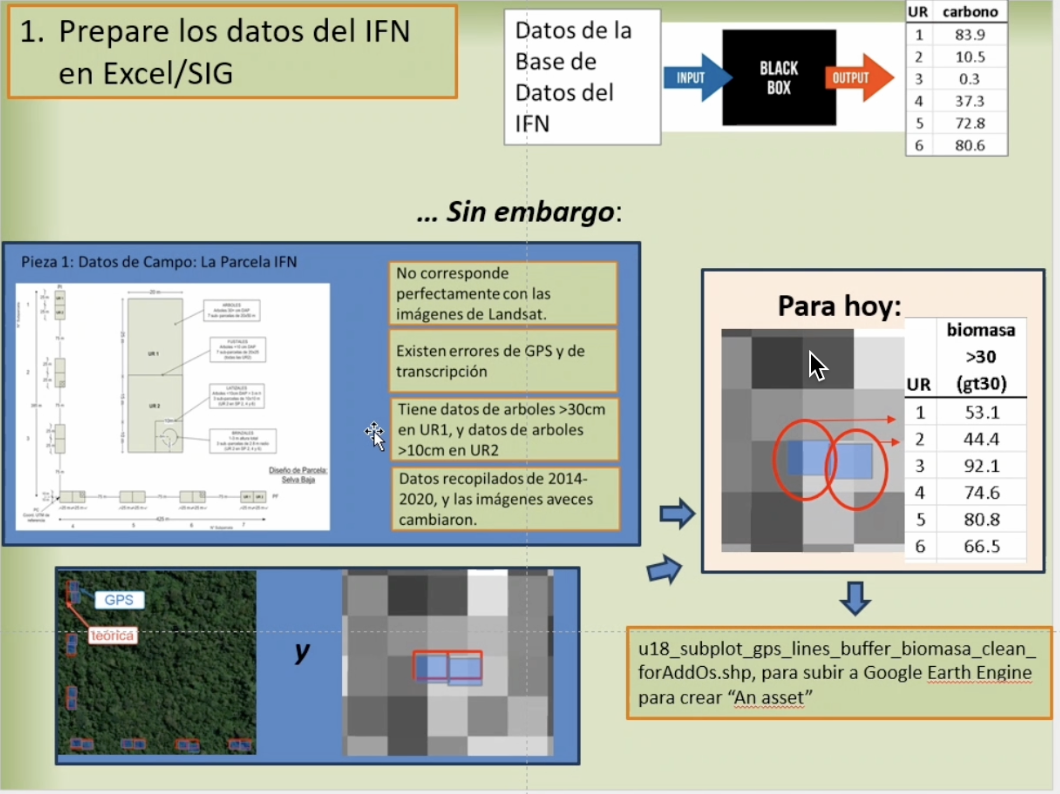 1. Prepare los datos del IFN
en Excel/SIG
Datos de la
Base de
Datos del
IFN
INPUT
BLACK
BOX
OUTPUT
UR carbono
1 83.9
2 10.5
3 0.3
4 37.3
5 72.8
6 80.6
... Sin embargo:
Pieza 1: Datos de Campo: La Parcela IFN
UR 1
UR 2
Diseño de Parcela:
Selva Baja
No corresponde
perfectamente con las
imágenes de Landsat.
Existen errores de GPS y de
transcripción
Tiene datos de arboles >30cm
en UR1, y datos de arboles
>10cm en UR2
Datos recopilados de 2014-
2020, y las imágenes aveces
cambiaron.
GPS
teórica
y
Para hoy:
biomasa
>30
UR (gt30)
1 53.1
2 44.4
3 92.1
4 74.6
5 80.8
6 66.5
u18_subplot_gps_lines_buffer_biomasa_clean_
forAddOs.shp, para subir a Google Earth Engine
para crear “An asset”